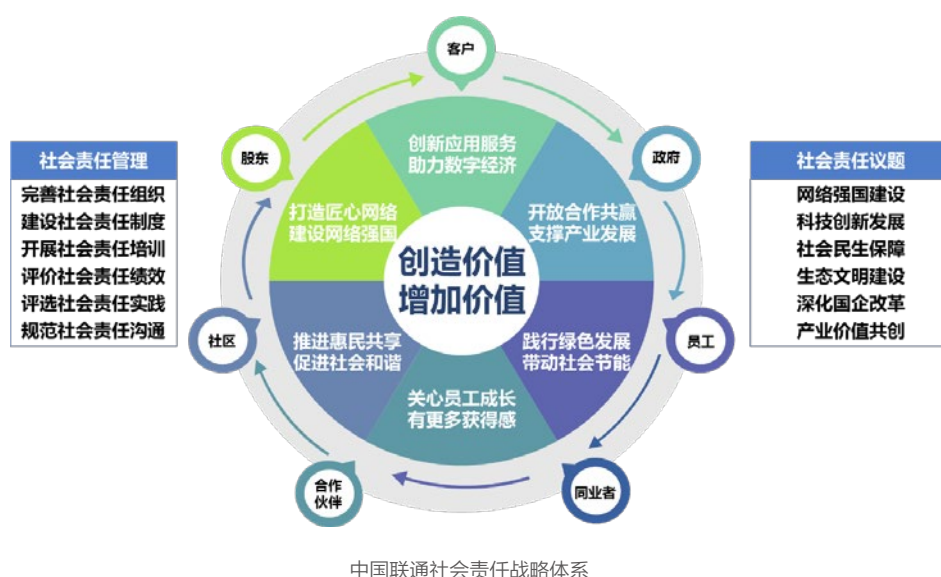 客户
股东
政府
社会责任管理
完善社会责任组织
建设社会责任制度
开展社会责任培训
评价社会责任绩效
评选社会责任实践
规范社会责任沟通
创新应用服务
助力数字经济
打造匠心网络
建设网络强国
开放合作共赢
支撑产业发展
创造价值
增加价值
推进惠民共享
促进社会和谐
践行绿色发展
带动社会节能
关心员工成长
有更多获得感
社会责任议题
网络强国建设
科技创新发展
社会民生保障
生态文明建设
深化国企改革
产业价值共创
社区
员工
合作
伙伴
同业者
中国联通社会责任战略体系